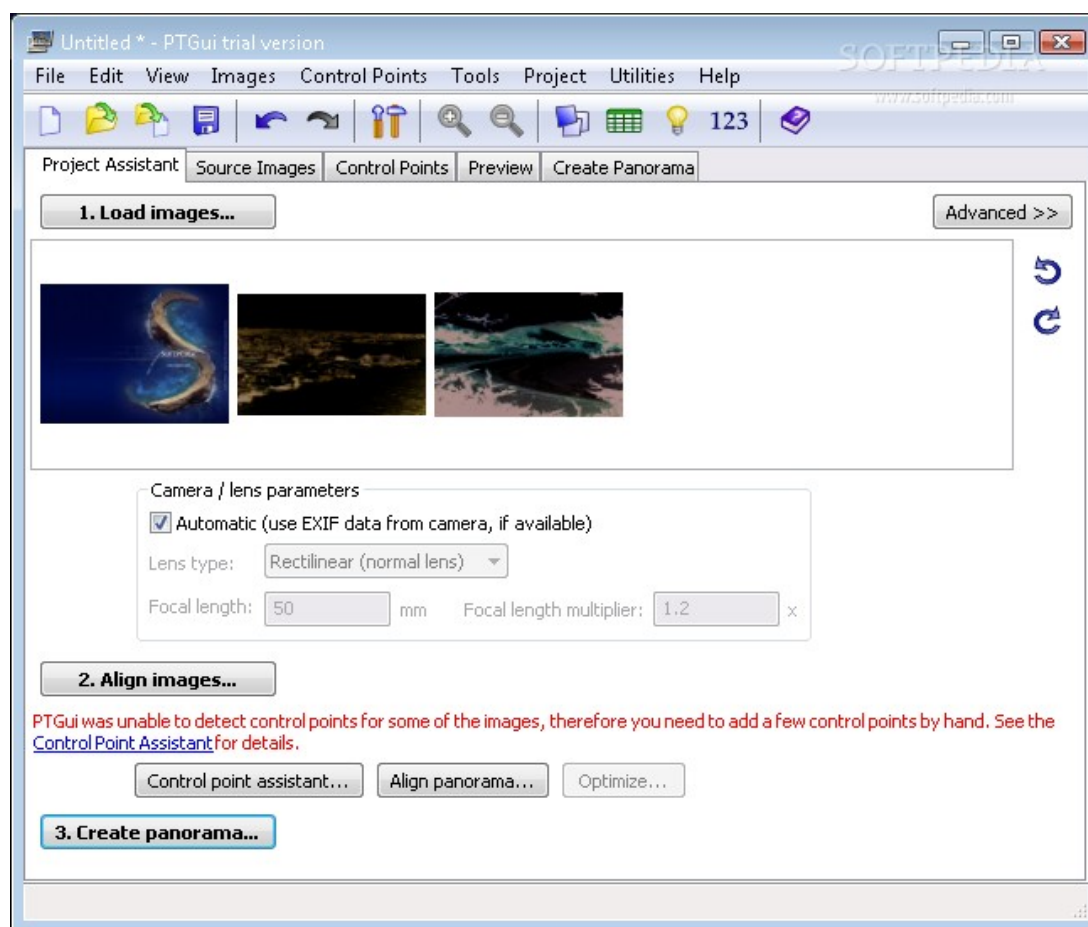 Untitled * - PTGui trial version
SOFTPEDIA
www.softpedia.com
File Edit View Images Control Points Tools Project Utilities Help
123
Project Assistant Source Images Control Points Preview Create Panorama
1. Load images...
Advanced >>
SOFTPEDIA
Camera / lens parameters
Automatic (use EXIF data from camera, if available)
Lens type: Rectilinear (normal lens)
Focal length: 50 mm Focal length multiplier: 1.2 x
2. Align images...
PTGui was unable to detect control points for some of the images, therefore you need to add a few control points by hand. See the
Control Point Assistant for details.
Control point assistant... Align panorama... Optimize...
3. Create panorama...